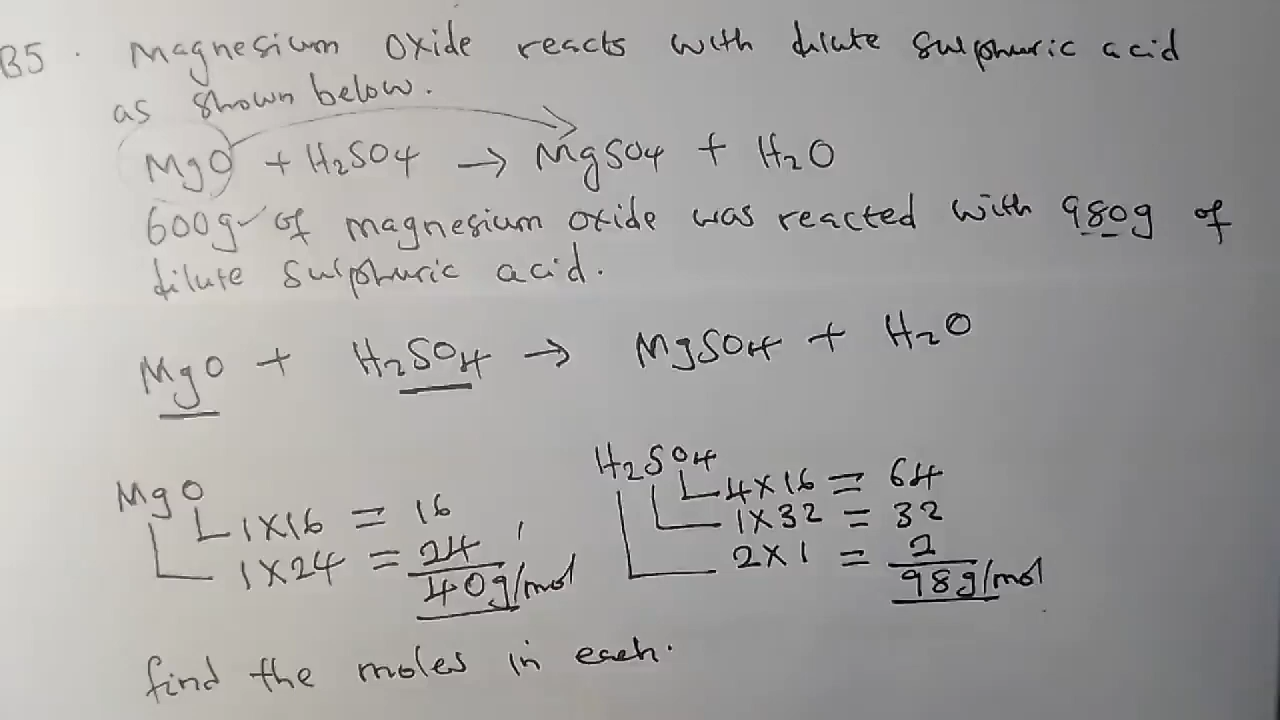 B5. Magnesium oxide reacts with dilute sulphuric acid
as shown below.
MgO + H₂SO₄ → MgSO₄ + H₂O
600g of magnesium oxide was reacted with 980g of
dilute sulphuric acid.
MgO + H₂SO₄ → MgSO₄ + H₂O
MgO
1X16 = 16
1X24 = 24
40g/mol
H₂SO₄
4X16 = 64
1X32 = 32
2X1 = 2
98g/mol
find the moles in each.